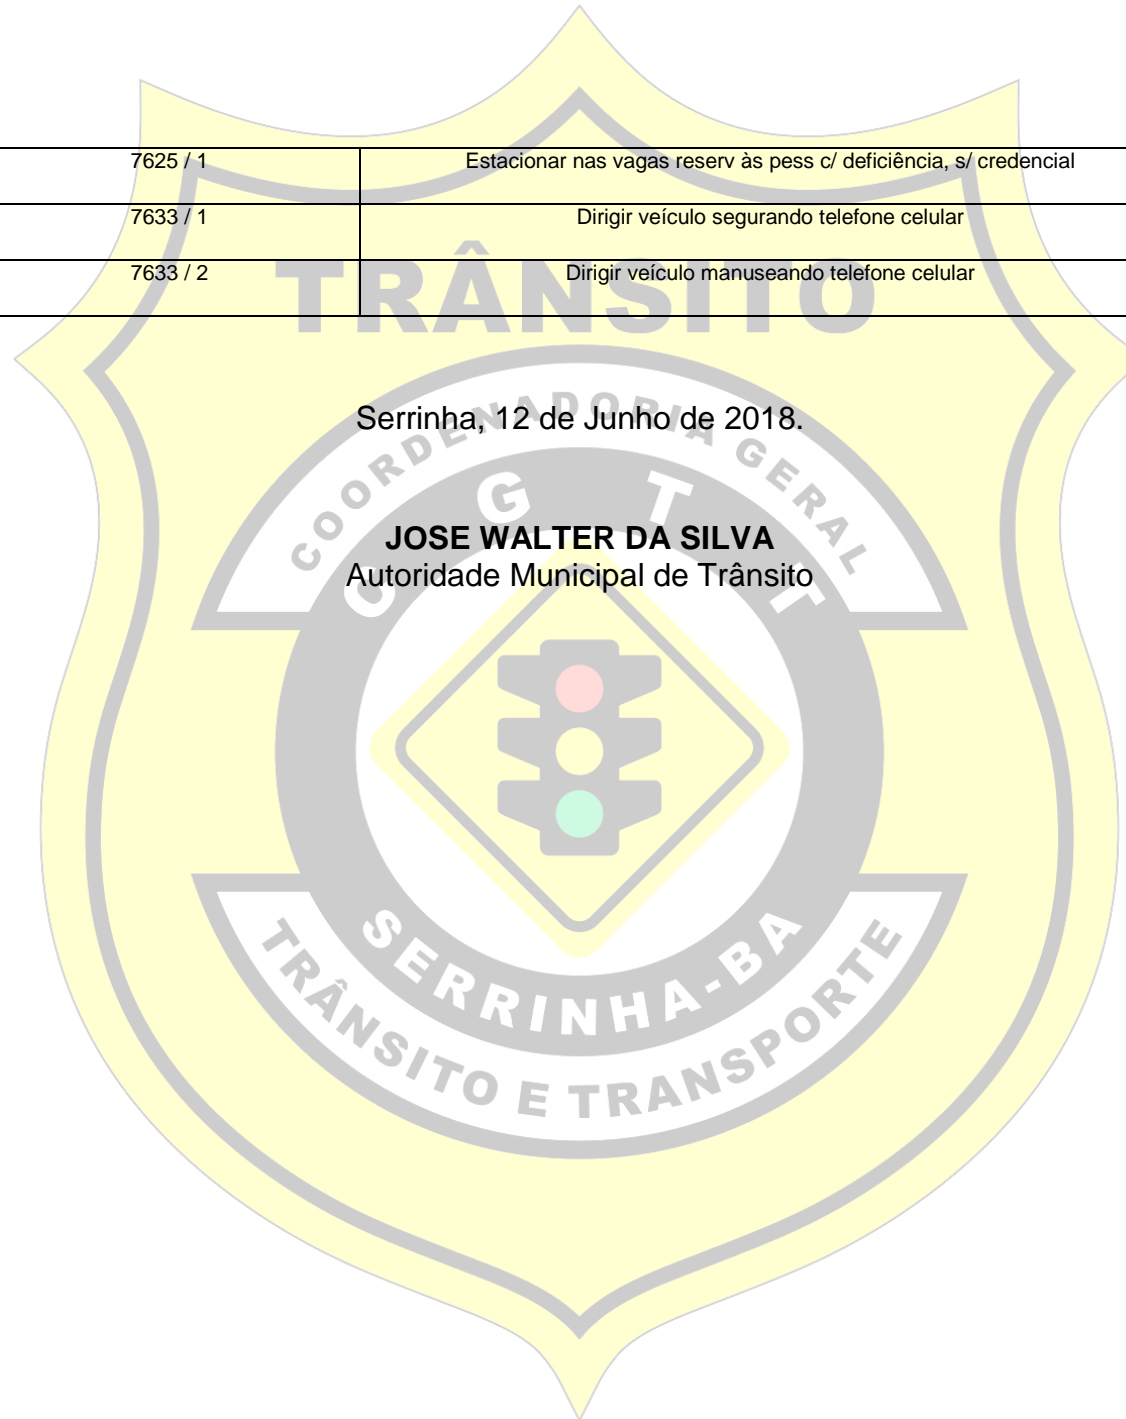 7625 / 1 Estacionar nas vagas reserv às pess c/ deficiência, s/ credencial
7633 / 1 Dirigir veículo segurando telefone celular
7633 / 2 Dirigir veículo manuseando telefone celular
TRÂNSITO
Serrinha, 12 de Junho de 2018.
COORDENADORIA GERAL
C G T T
JOSE WALTER DA SILVA
Autoridade Municipal de Trânsito
SERRINHA-BA
TRÂNSITO E TRANSPORTE